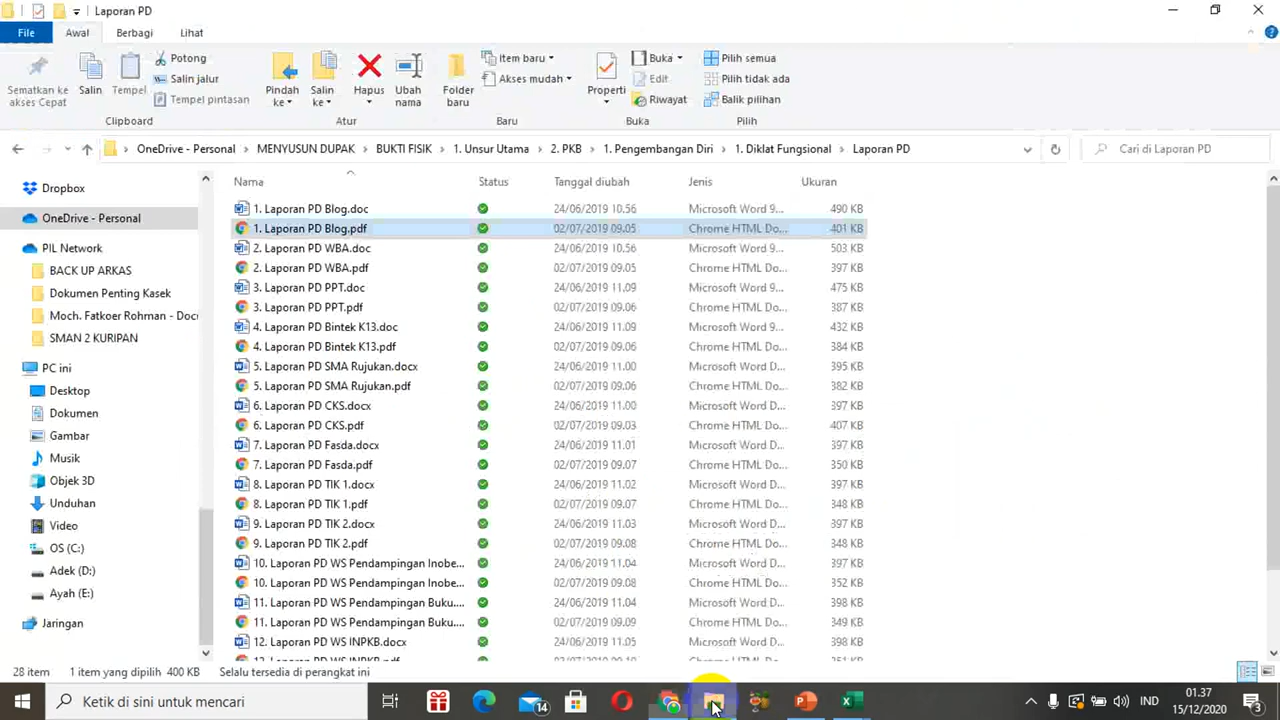 Laporan PD
File Awal Berbagi Lihat
Sematkan ke akses Cepat
Salin
Tempel
Potong
Salin jalur
Tempel pintasan
Clipboard
Pindah ke
Salin ke
Hapus
Ubah nama
Atur
Folder baru
Item baru
Akses mudah
Baru
Properti
Buka
Edit
Riwayat
Buka
Pilih semua
Pilih tidak ada
Balik pilihan
Pilih
OneDrive - Personal MENYUSUN DUPAK BUKTI FISIK 1. Unsur Utama 2. PKB 1. Pengembangan Diri 1. Diklat Fungsional Laporan PD
Cari di Laporan PD
Dropbox
OneDrive - Personal
PIL Network
BACK UP ARKAS
Dokumen Penting Kasek
Moch. Fatkoer Rohman - Docu
SMAN 2 KURIPAN
PC ini
Desktop
Dokumen
Gambar
Musik
Objek 3D
Unduhan
Video
OS (C:)
Adek (D:)
Ayah (E:)
Jaringan
Nama Status Tanggal diubah Jenis Ukuran
1. Laporan PD Blog.doc 24/06/2019 10.56 Microsoft Word 9... 490 KB
1. Laporan PD Blog.pdf 02/07/2019 09.05 Chrome HTML Do... 401 KB
2. Laporan PD WBA.doc 24/06/2019 10.56 Microsoft Word 9... 503 KB
2. Laporan PD WBA.pdf 02/07/2019 09.05 Chrome HTML Do... 397 KB
3. Laporan PD PPT.doc 24/06/2019 11.09 Microsoft Word 9... 475 KB
3. Laporan PD PPT.pdf 02/07/2019 09.06 Chrome HTML Do... 387 KB
4. Laporan PD Bintek K13.doc 24/06/2019 11.09 Microsoft Word 9... 432 KB
4. Laporan PD Bintek K13.pdf 02/07/2019 09.06 Chrome HTML Do... 384 KB
5. Laporan PD SMA Rujukan.docx 24/06/2019 11.00 Microsoft Word D... 395 KB
5. Laporan PD SMA Rujukan.pdf 02/07/2019 09.06 Chrome HTML Do... 382 KB
6. Laporan PD CKS.docx 24/06/2019 11.00 Microsoft Word D... 397 KB
6. Laporan PD CKS.pdf 02/07/2019 09.03 Chrome HTML Do... 407 KB
7. Laporan PD Fasda.docx 24/06/2019 11.01 Microsoft Word D... 397 KB
7. Laporan PD Fasda.pdf 02/07/2019 09.07 Chrome HTML Do... 350 KB
8. Laporan PD TIK 1.docx 24/06/2019 11.02 Microsoft Word D... 397 KB
8. Laporan PD TIK 1.pdf 02/07/2019 09.07 Chrome HTML Do... 348 KB
9. Laporan PD TIK 2.docx 24/06/2019 11.03 Microsoft Word D... 397 KB
9. Laporan PD TIK 2.pdf 02/07/2019 09.08 Chrome HTML Do... 348 KB
10. Laporan PD WS Pendampingan Inobe... 24/06/2019 11.04 Microsoft Word D... 397 KB
10. Laporan PD WS Pendampingan Inobe... 02/07/2019 09.08 Chrome HTML Do... 352 KB
11. Laporan PD WS Pendampingan Buku.... 24/06/2019 11.04 Microsoft Word D... 398 KB
11. Laporan PD WS Pendampingan Buku.... 02/07/2019 09.09 Chrome HTML Do... 349 KB
12. Laporan PD WS INPKB.docx 24/06/2019 11.05 Microsoft Word D... 398 KB
28 item 1 item yang dipilih 400 KB Selalu tersedia di perangkat ini
Ketik di sini untuk mencari
14
IND
01.37
15/12/2020
3